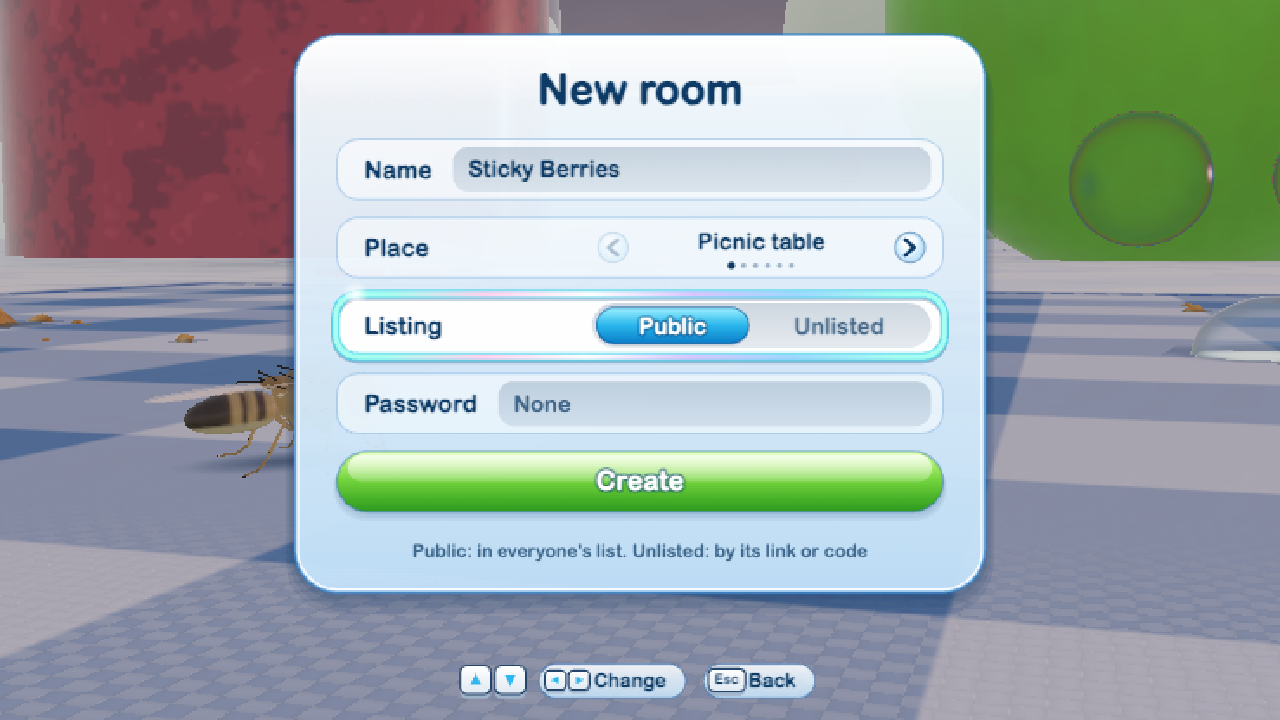 New room
Name Sticky Berries
Place Picnic table
Listing Public Unlisted
Password None
Create
Public: in everyone's list. Unlisted: by its link or code
Change Esc Back